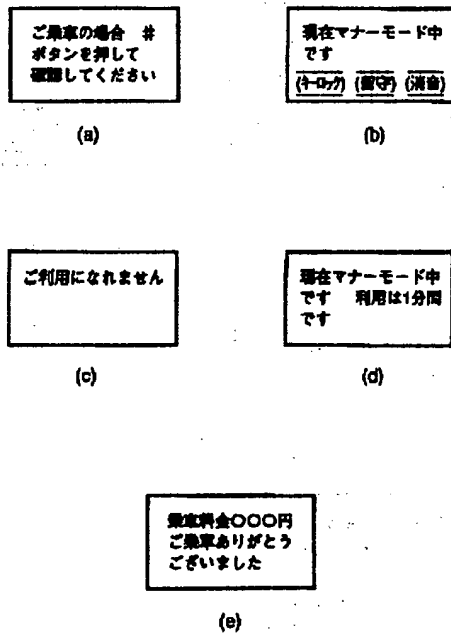 ご乗車の場合 #
ボタンを押して
確認してください
(a)
現在マナーモード中
です
(キーロック) (留守) (消音)
(b)
ご利用になれません
(c)
現在マナーモード中
です 利用は1分間
です
(d)
乗車料金〇〇〇円
ご乗車ありがとう
ございました
(e)